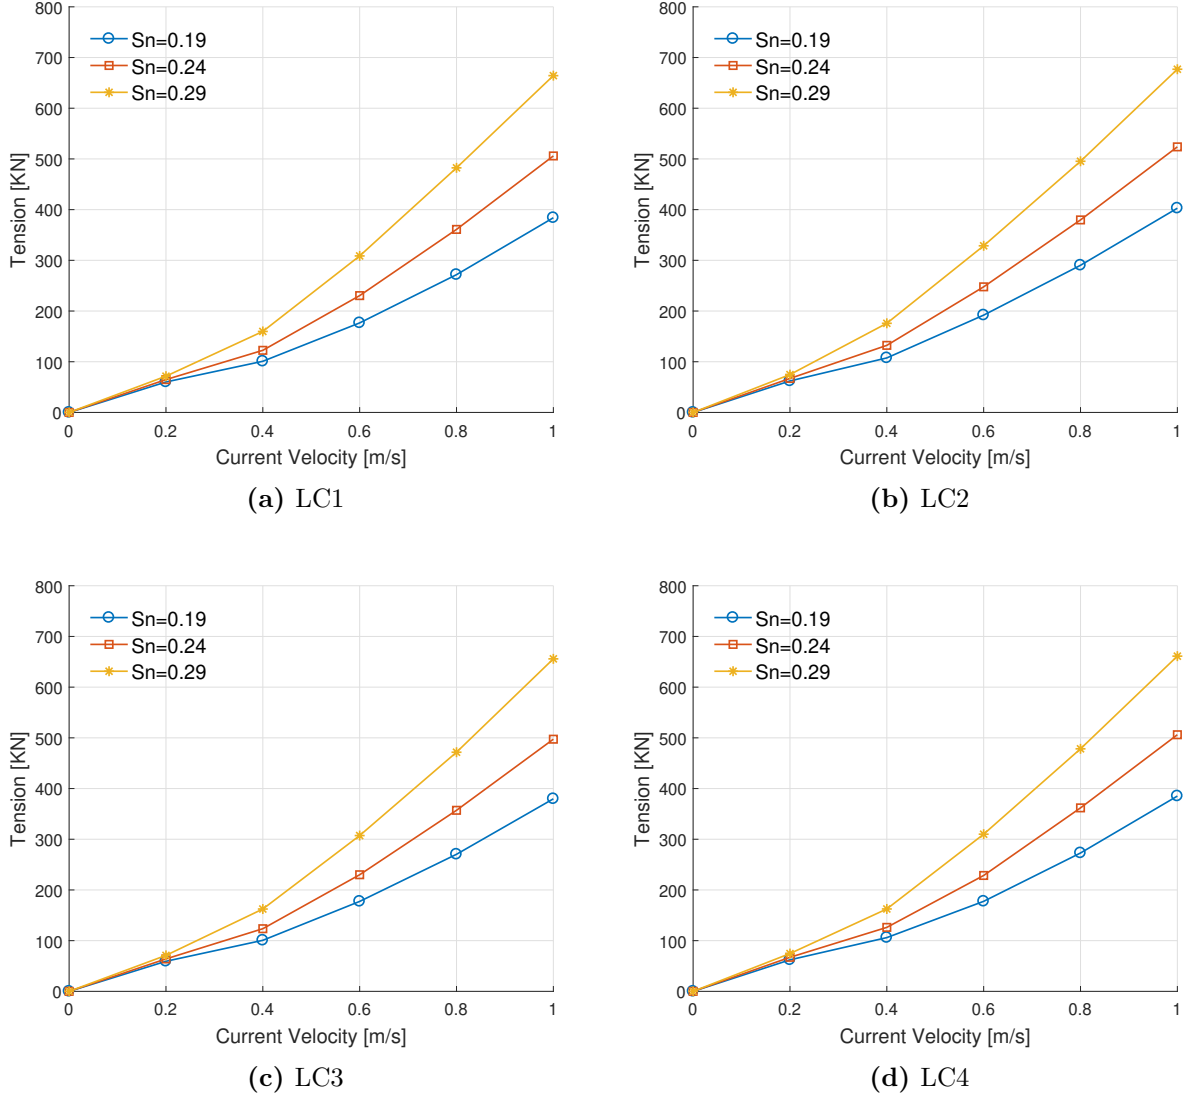 800
700
600
500
400
300
200
100
0
Tension [KN]
Sn=0.19
Sn=0.24
Sn=0.29
0 0.2 0.4 0.6 0.8 1
Current Velocity [m/s]
(a) LC1
800
700
600
500
400
300
200
100
0
Tension [KN]
Sn=0.19
Sn=0.24
Sn=0.29
0 0.2 0.4 0.6 0.8 1
Current Velocity [m/s]
(b) LC2
800
700
600
500
400
300
200
100
0
Tension [KN]
Sn=0.19
Sn=0.24
Sn=0.29
0 0.2 0.4 0.6 0.8 1
Current Velocity [m/s]
(c) LC3
800
700
600
500
400
300
200
100
0
Tension [KN]
Sn=0.19
Sn=0.24
Sn=0.29
0 0.2 0.4 0.6 0.8 1
Current Velocity [m/s]
(d) LC4